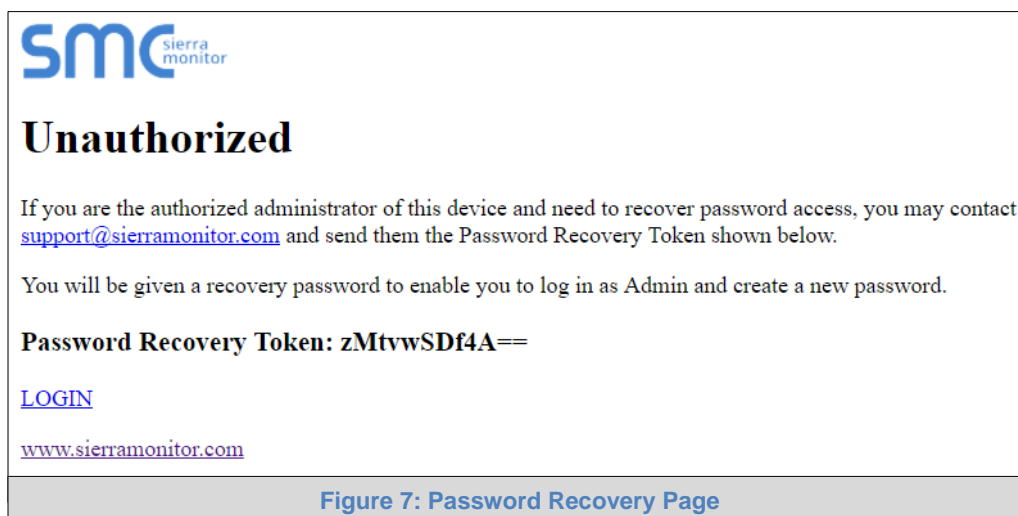 SMC sierra
monitor
Unauthorized
If you are the authorized administrator of this device and need to recover password access, you may contact
support@sierramonitor.com and send them the Password Recovery Token shown below.
You will be given a recovery password to enable you to log in as Admin and create a new password.
Password Recovery Token: zMtvwSDf4A==
LOGIN
www.sierramonitor.com
Figure 7: Password Recovery Page